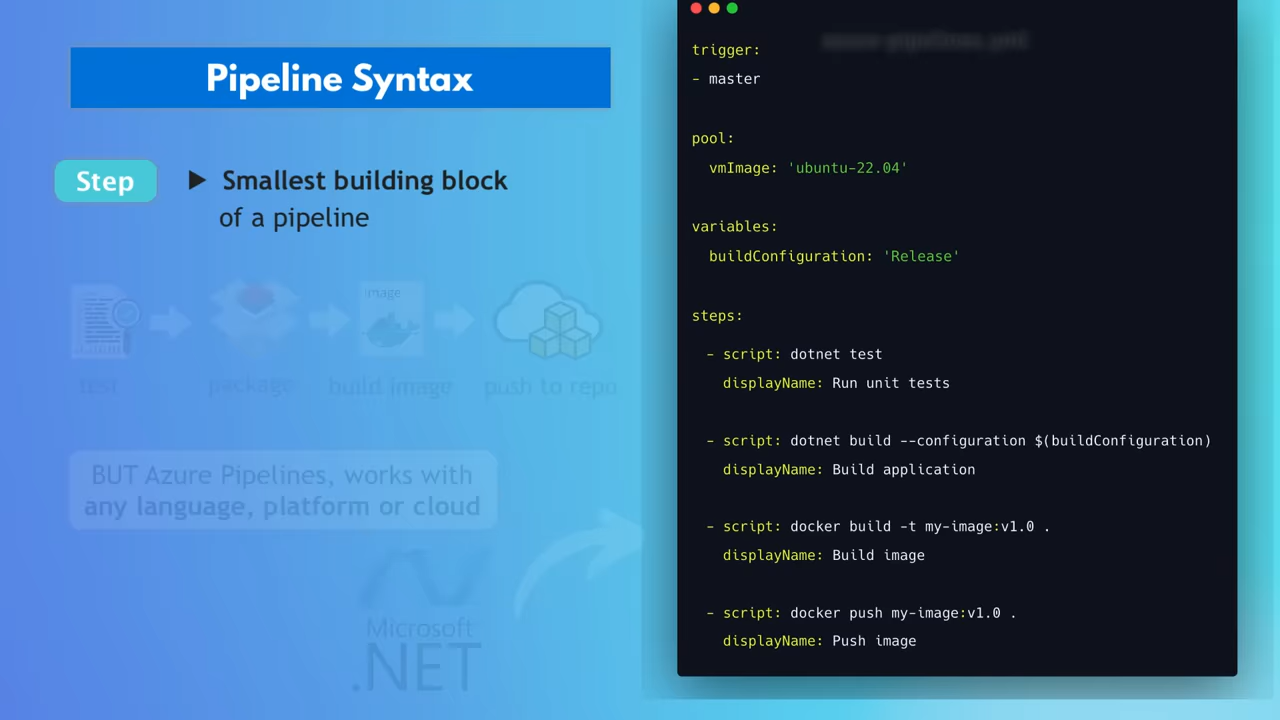 Pipeline Syntax
Step
▶ Smallest building block
of a pipeline
test
package
build image
push to repo
image
BUT Azure Pipelines, works with
any language, platform or cloud
Microsoft
.NET
azure-pipelines.yml
trigger:
- master
pool:
vmImage: 'ubuntu-22.04'
variables:
buildConfiguration: 'Release'
steps:
- script: dotnet test
displayName: Run unit tests
- script: dotnet build --configuration $(buildConfiguration)
displayName: Build application
- script: docker build -t my-image:v1.0 .
displayName: Build image
- script: docker push my-image:v1.0 .
displayName: Push image